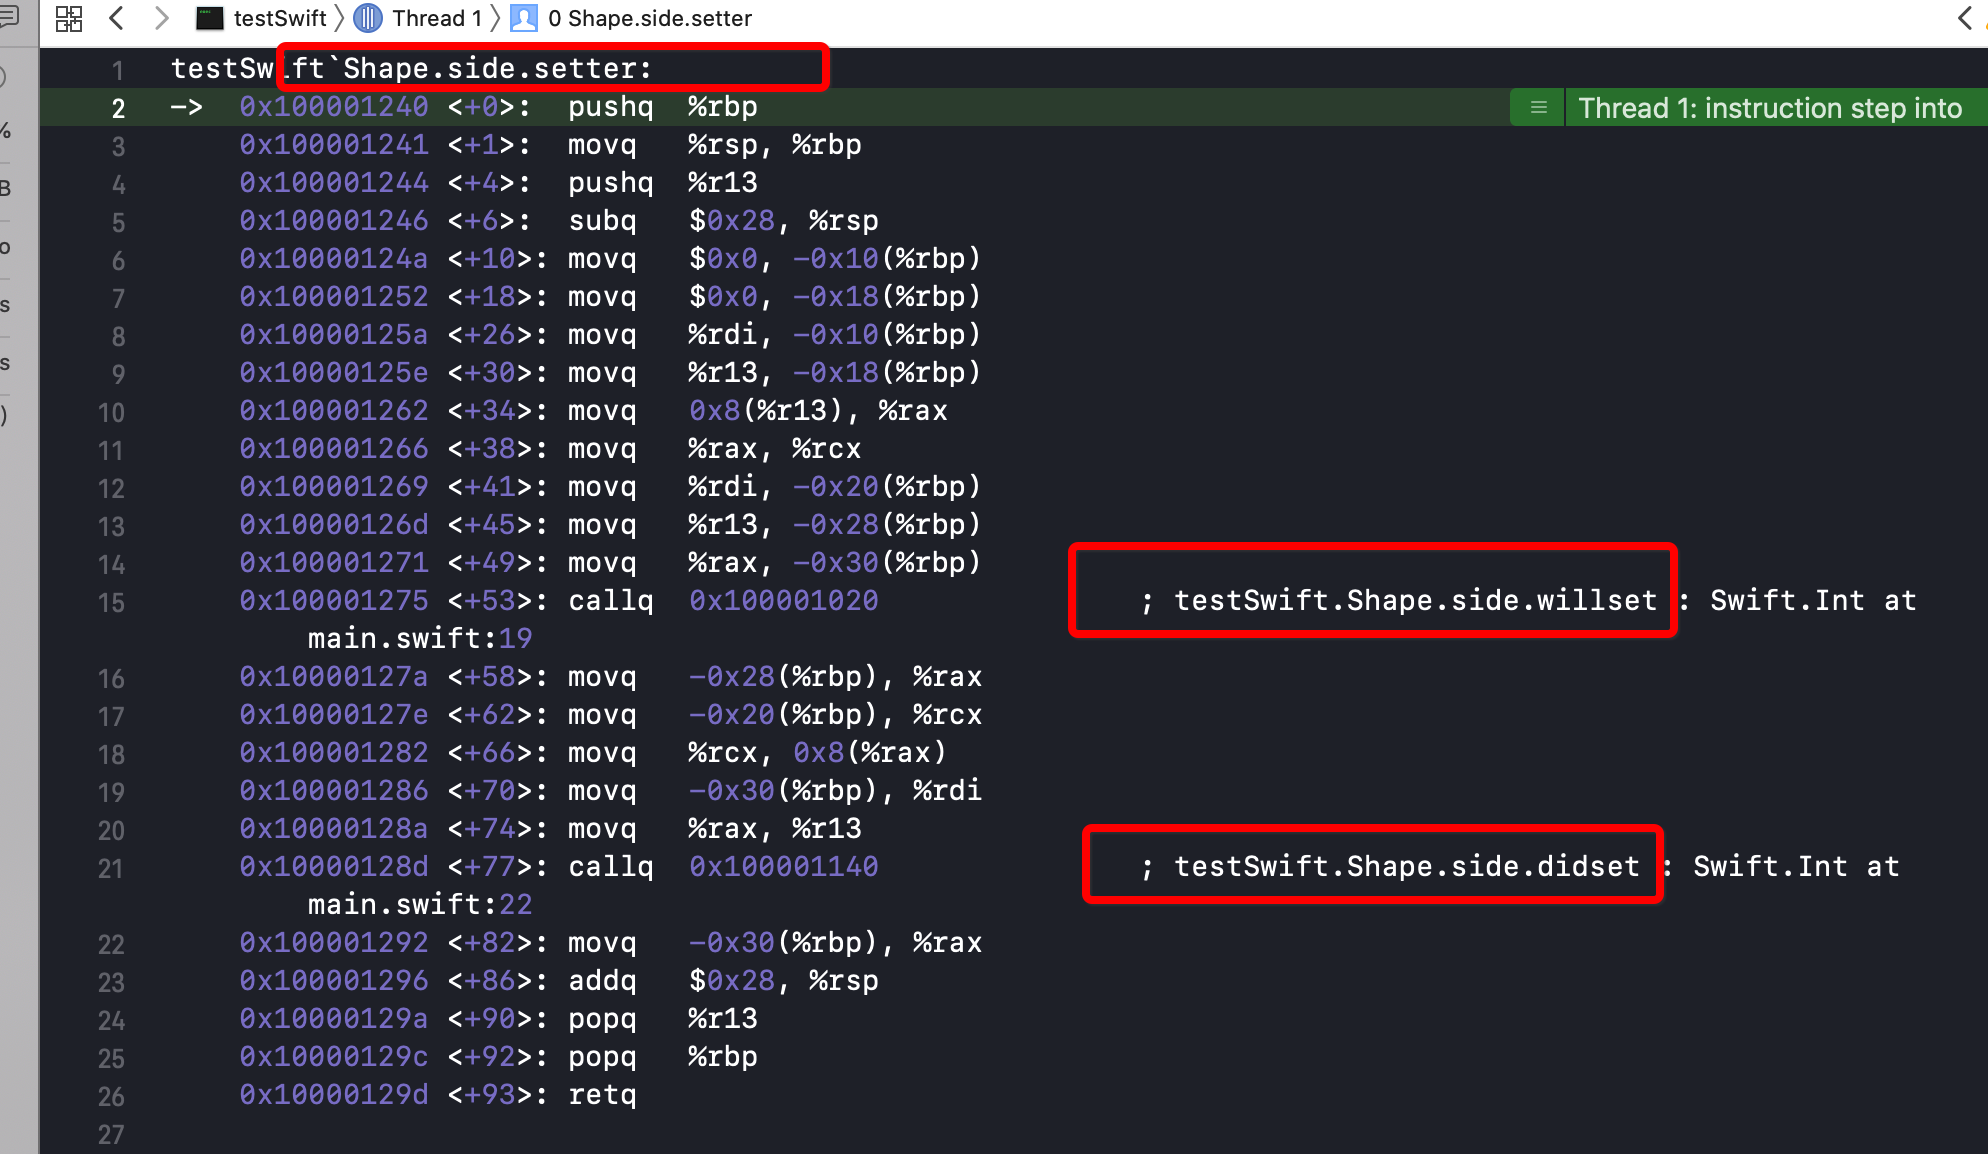 testSwift 〉 Thread 1 〉 0 Shape.side.setter
1 testSwift`Shape.side.setter:
2 -> 0x100001240 <+0>: pushq %rbp Thread 1: instruction step into
3 0x100001241 <+1>: movq %rsp, %rbp
4 0x100001244 <+4>: pushq %r13
5 0x100001246 <+6>: subq $0x28, %rsp
6 0x10000124a <+10>: movq $0x0, -0x10(%rbp)
7 0x100001252 <+18>: movq $0x0, -0x18(%rbp)
8 0x10000125a <+26>: movq %rdi, -0x10(%rbp)
9 0x10000125e <+30>: movq %r13, -0x18(%rbp)
10 0x100001262 <+34>: movq 0x8(%r13), %rax
11 0x100001266 <+38>: movq %rax, %rcx
12 0x100001269 <+41>: movq %rdi, -0x20(%rbp)
13 0x10000126d <+45>: movq %r13, -0x28(%rbp)
14 0x100001271 <+49>: movq %rax, -0x30(%rbp)
15 0x100001275 <+53>: callq 0x100001020 ; testSwift.Shape.side.willset : Swift.Int at
main.swift:19
16 0x10000127a <+58>: movq -0x28(%rbp), %rax
17 0x10000127e <+62>: movq -0x20(%rbp), %rcx
18 0x100001282 <+66>: movq %rcx, 0x8(%rax)
19 0x100001286 <+70>: movq -0x30(%rbp), %rdi
20 0x10000128a <+74>: movq %rax, %r13
21 0x10000128d <+77>: callq 0x100001140 ; testSwift.Shape.side.didset : Swift.Int at
main.swift:22
22 0x100001292 <+82>: movq -0x30(%rbp), %rax
23 0x100001296 <+86>: addq $0x28, %rsp
24 0x10000129a <+90>: popq %r13
25 0x10000129c <+92>: popq %rbp
26 0x10000129d <+93>: retq
27